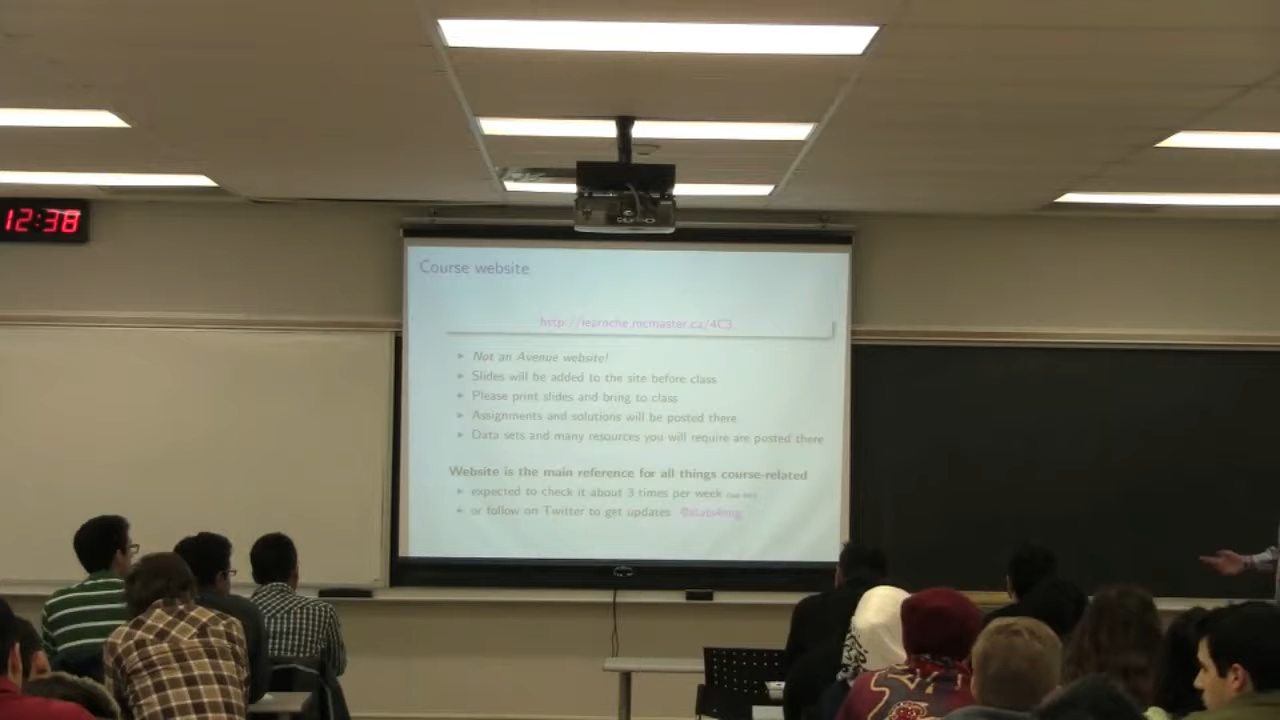 12:38
Course website
http://learnche.mcmaster.ca/4C3
Not an Avenue website!
Slides will be added to the site before class
Please print slides and bring to class
Assignments and solutions will be posted there
Data sets and many resources you will require are posted there
Website is the main reference for all things course-related
expected to check it about 3 times per week
or follow on Twitter to get updates